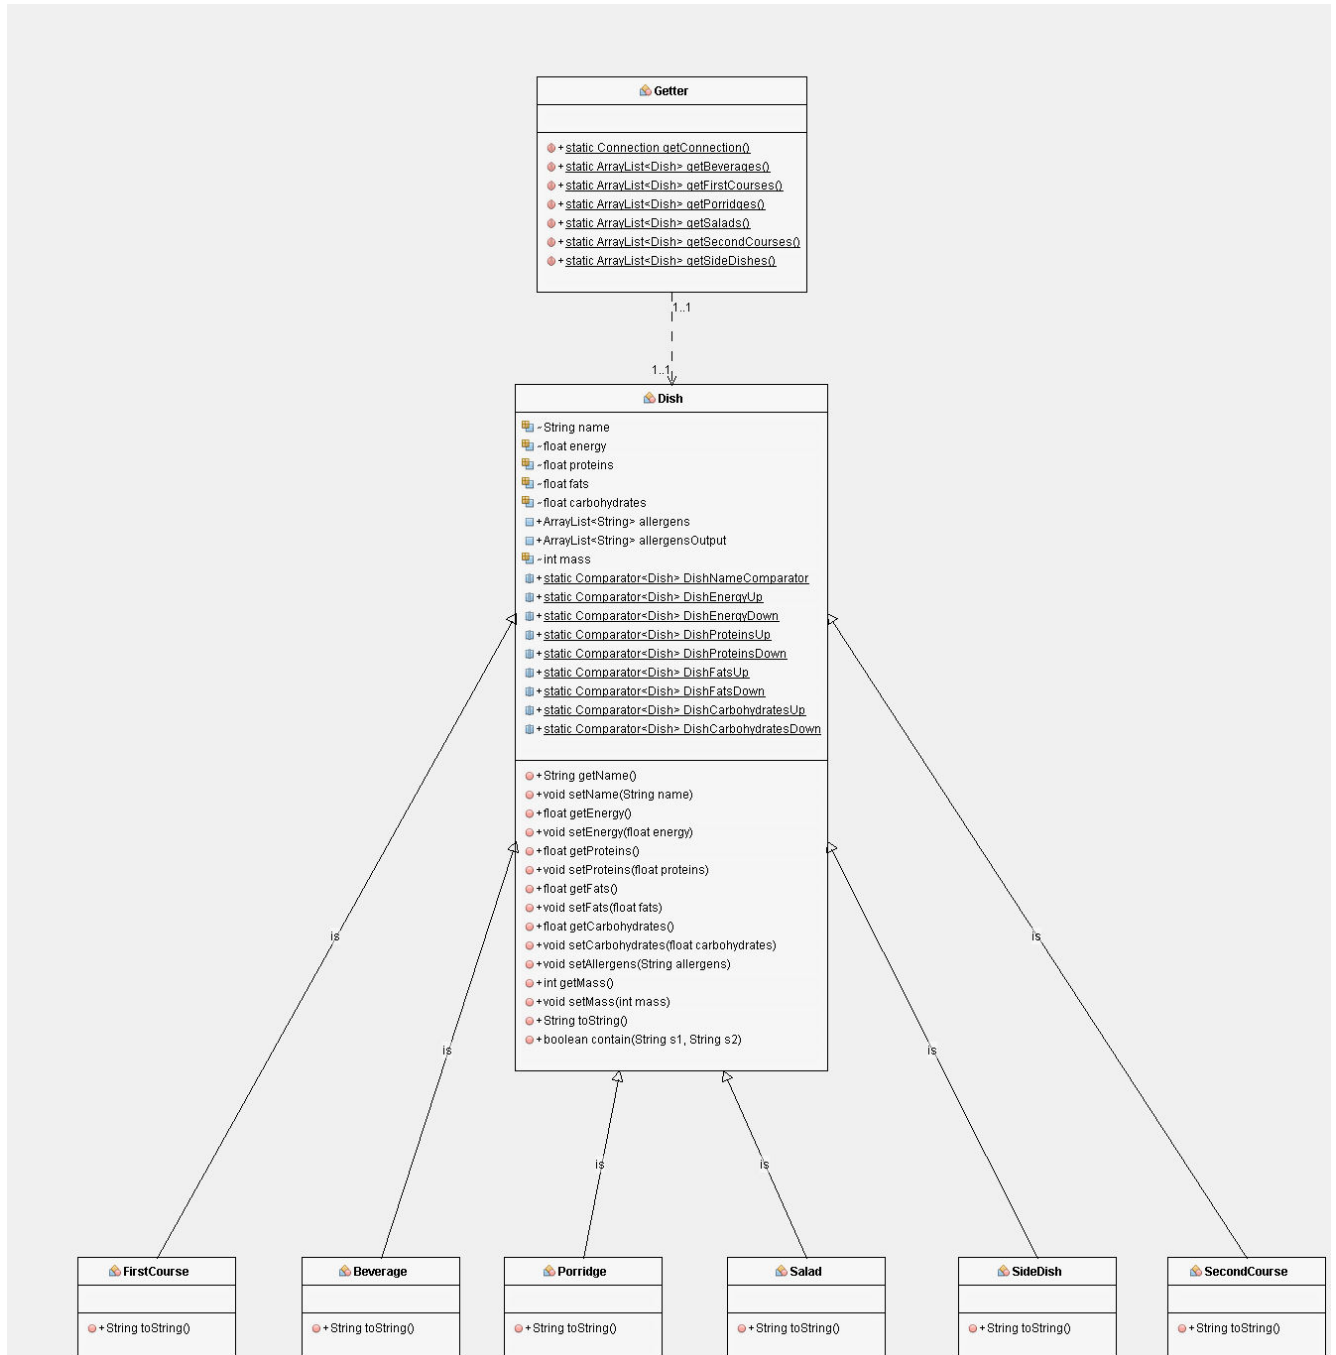 Getter
+static Connection getConnection()
+static ArrayList<Dish> getBeverages()
+static ArrayList<Dish> getFirstCourses()
+static ArrayList<Dish> getPorridges()
+static ArrayList<Dish> getSalads()
+static ArrayList<Dish> getSecondCourses()
+static ArrayList<Dish> getSideDishes()
1..1
1..1
Dish
~String name
~float energy
~float proteins
~float fats
~float carbohydrates
+ArrayList<String> allergens
+ArrayList<String> allergensOutput
~int mass
+static Comparator<Dish> DishNameComparator
+static Comparator<Dish> DishEnergyUp
+static Comparator<Dish> DishEnergyDown
+static Comparator<Dish> DishProteinsUp
+static Comparator<Dish> DishProteinsDown
+static Comparator<Dish> DishFatsUp
+static Comparator<Dish> DishFatsDown
+static Comparator<Dish> DishCarbohydratesUp
+static Comparator<Dish> DishCarbohydratesDown
+String getName()
+void setName(String name)
+float getEnergy()
+void setEnergy(float energy)
+float getProteins()
+void setProteins(float proteins)
+float getFats()
+void setFats(float fats)
+float getCarbohydrates()
+void setCarbohydrates(float carbohydrates)
+void setAllergens(String allergens)
+int getMass()
+void setMass(int mass)
+String toString()
+boolean contain(String s1, String s2)
is
is
is
is
is
is
FirstCourse
+String toString()
Beverage
+String toString()
Porridge
+String toString()
Salad
+String toString()
SideDish
+String toString()
SecondCourse
+String toString()